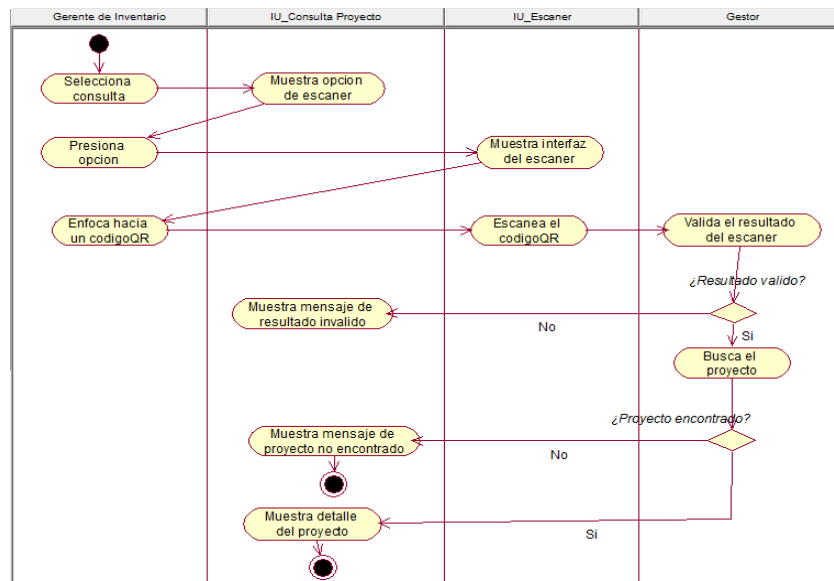 Gerente de Inventario
IU_Consulta Proyecto
IU_Escaner
Gestor
Selecciona
consulta
Muestra opcion
de escaner
Presiona
opcion
Muestra interfaz
del escaner
Enfoca hacia
un codigoQR
Escanea el
codigoQR
Valida el resultado
del escaner
¿Resultado valido?
Muestra mensaje de
resultado invalido
No
Si
Busca el
proyecto
¿Proyecto encontrado?
Muestra mensaje de
proyecto no encontrado
No
Muestra detalle
del proyecto
Si